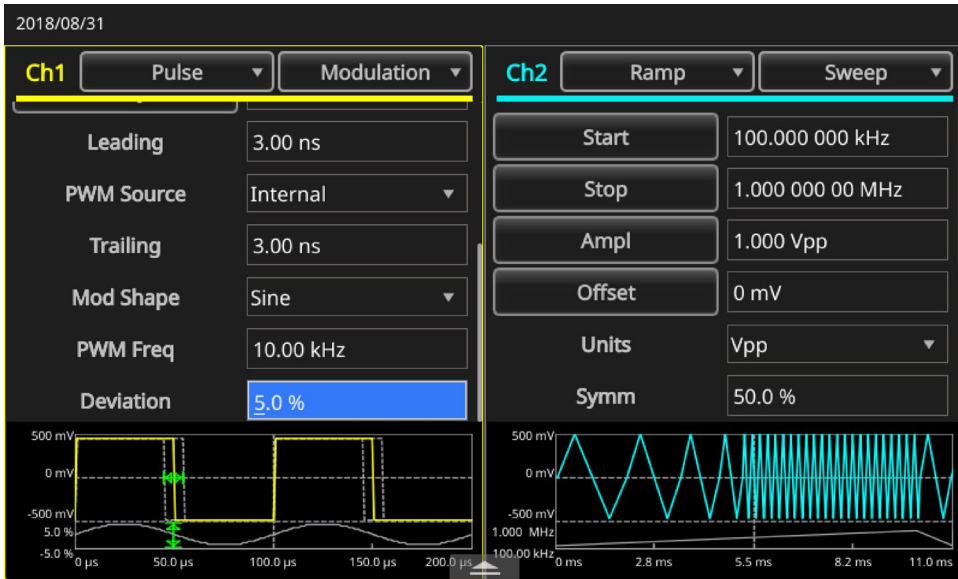 2018/08/31
Ch1 Pulse Modulation
Leading 3.00 ns
PWM Source Internal
Trailing 3.00 ns
Mod Shape Sine
PWM Freq 10.00 kHz
Deviation 5.0 %
500 mV
0 mV
-500 mV
5.0 %
-5.0 %
0 µs 50.0 µs 100.0 µs 150.0 µs 200.0 µs
Ch2 Ramp Sweep
Start 100.000 000 kHz
Stop 1.000 000 00 MHz
Ampl 1.000 Vpp
Offset 0 mV
Units Vpp
Symm 50.0 %
500 mV
0 mV
-500 mV
1.000 MHz
100.00 kHz
0 ms 2.8 ms 5.5 ms 8.2 ms 11.0 ms